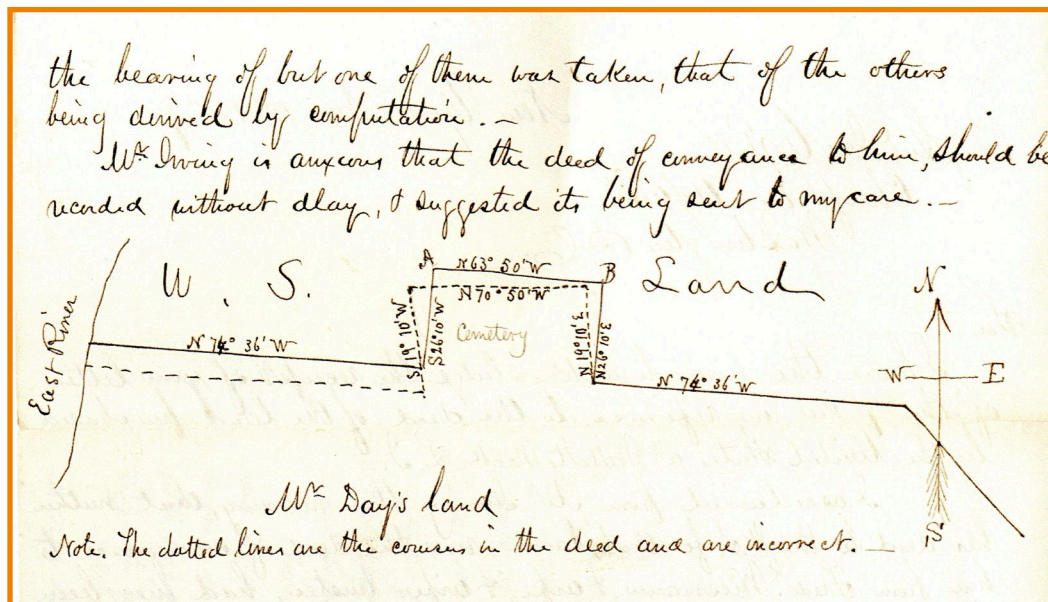 the bearing of but one of them was taken, that of the others
being derived by computation. —
Mr. Irving is anxious that the deed of conveyance to him, should be
recorded without dlay, & suggested its being sent to my care. —
W. S. Land
A N 63° 50' W B
N 70° 50' W
Cemetery
S 19° 10' W
S 26° 10' W
N 19° 10' E
N 26° 10' E
East River
N 74° 36' W
N 74° 36' W
N
W E
S
Mr Day's land
Note. The dotted lines are the courses in the deed and are incorrect. —